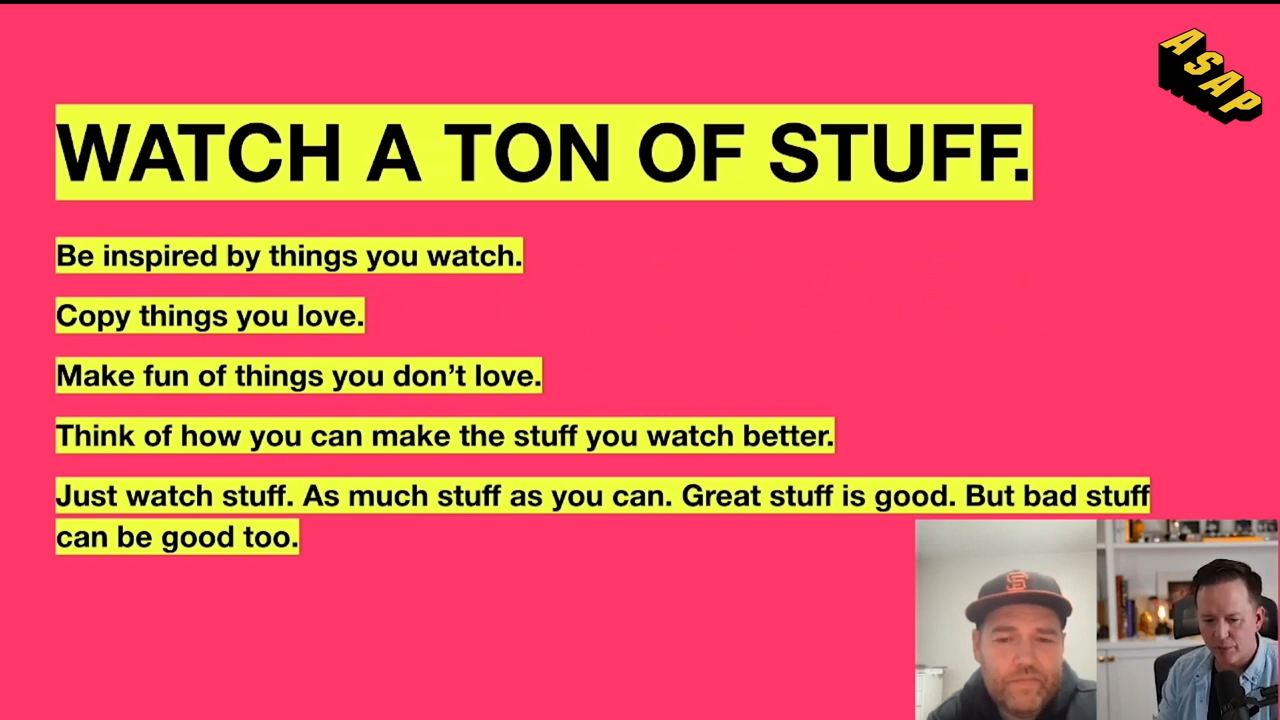 ASAP
WATCH A TON OF STUFF.
Be inspired by things you watch.
Copy things you love.
Make fun of things you don’t love.
Think of how you can make the stuff you watch better.
Just watch stuff. As much stuff as you can. Great stuff is good. But bad stuff
can be good too.
SF